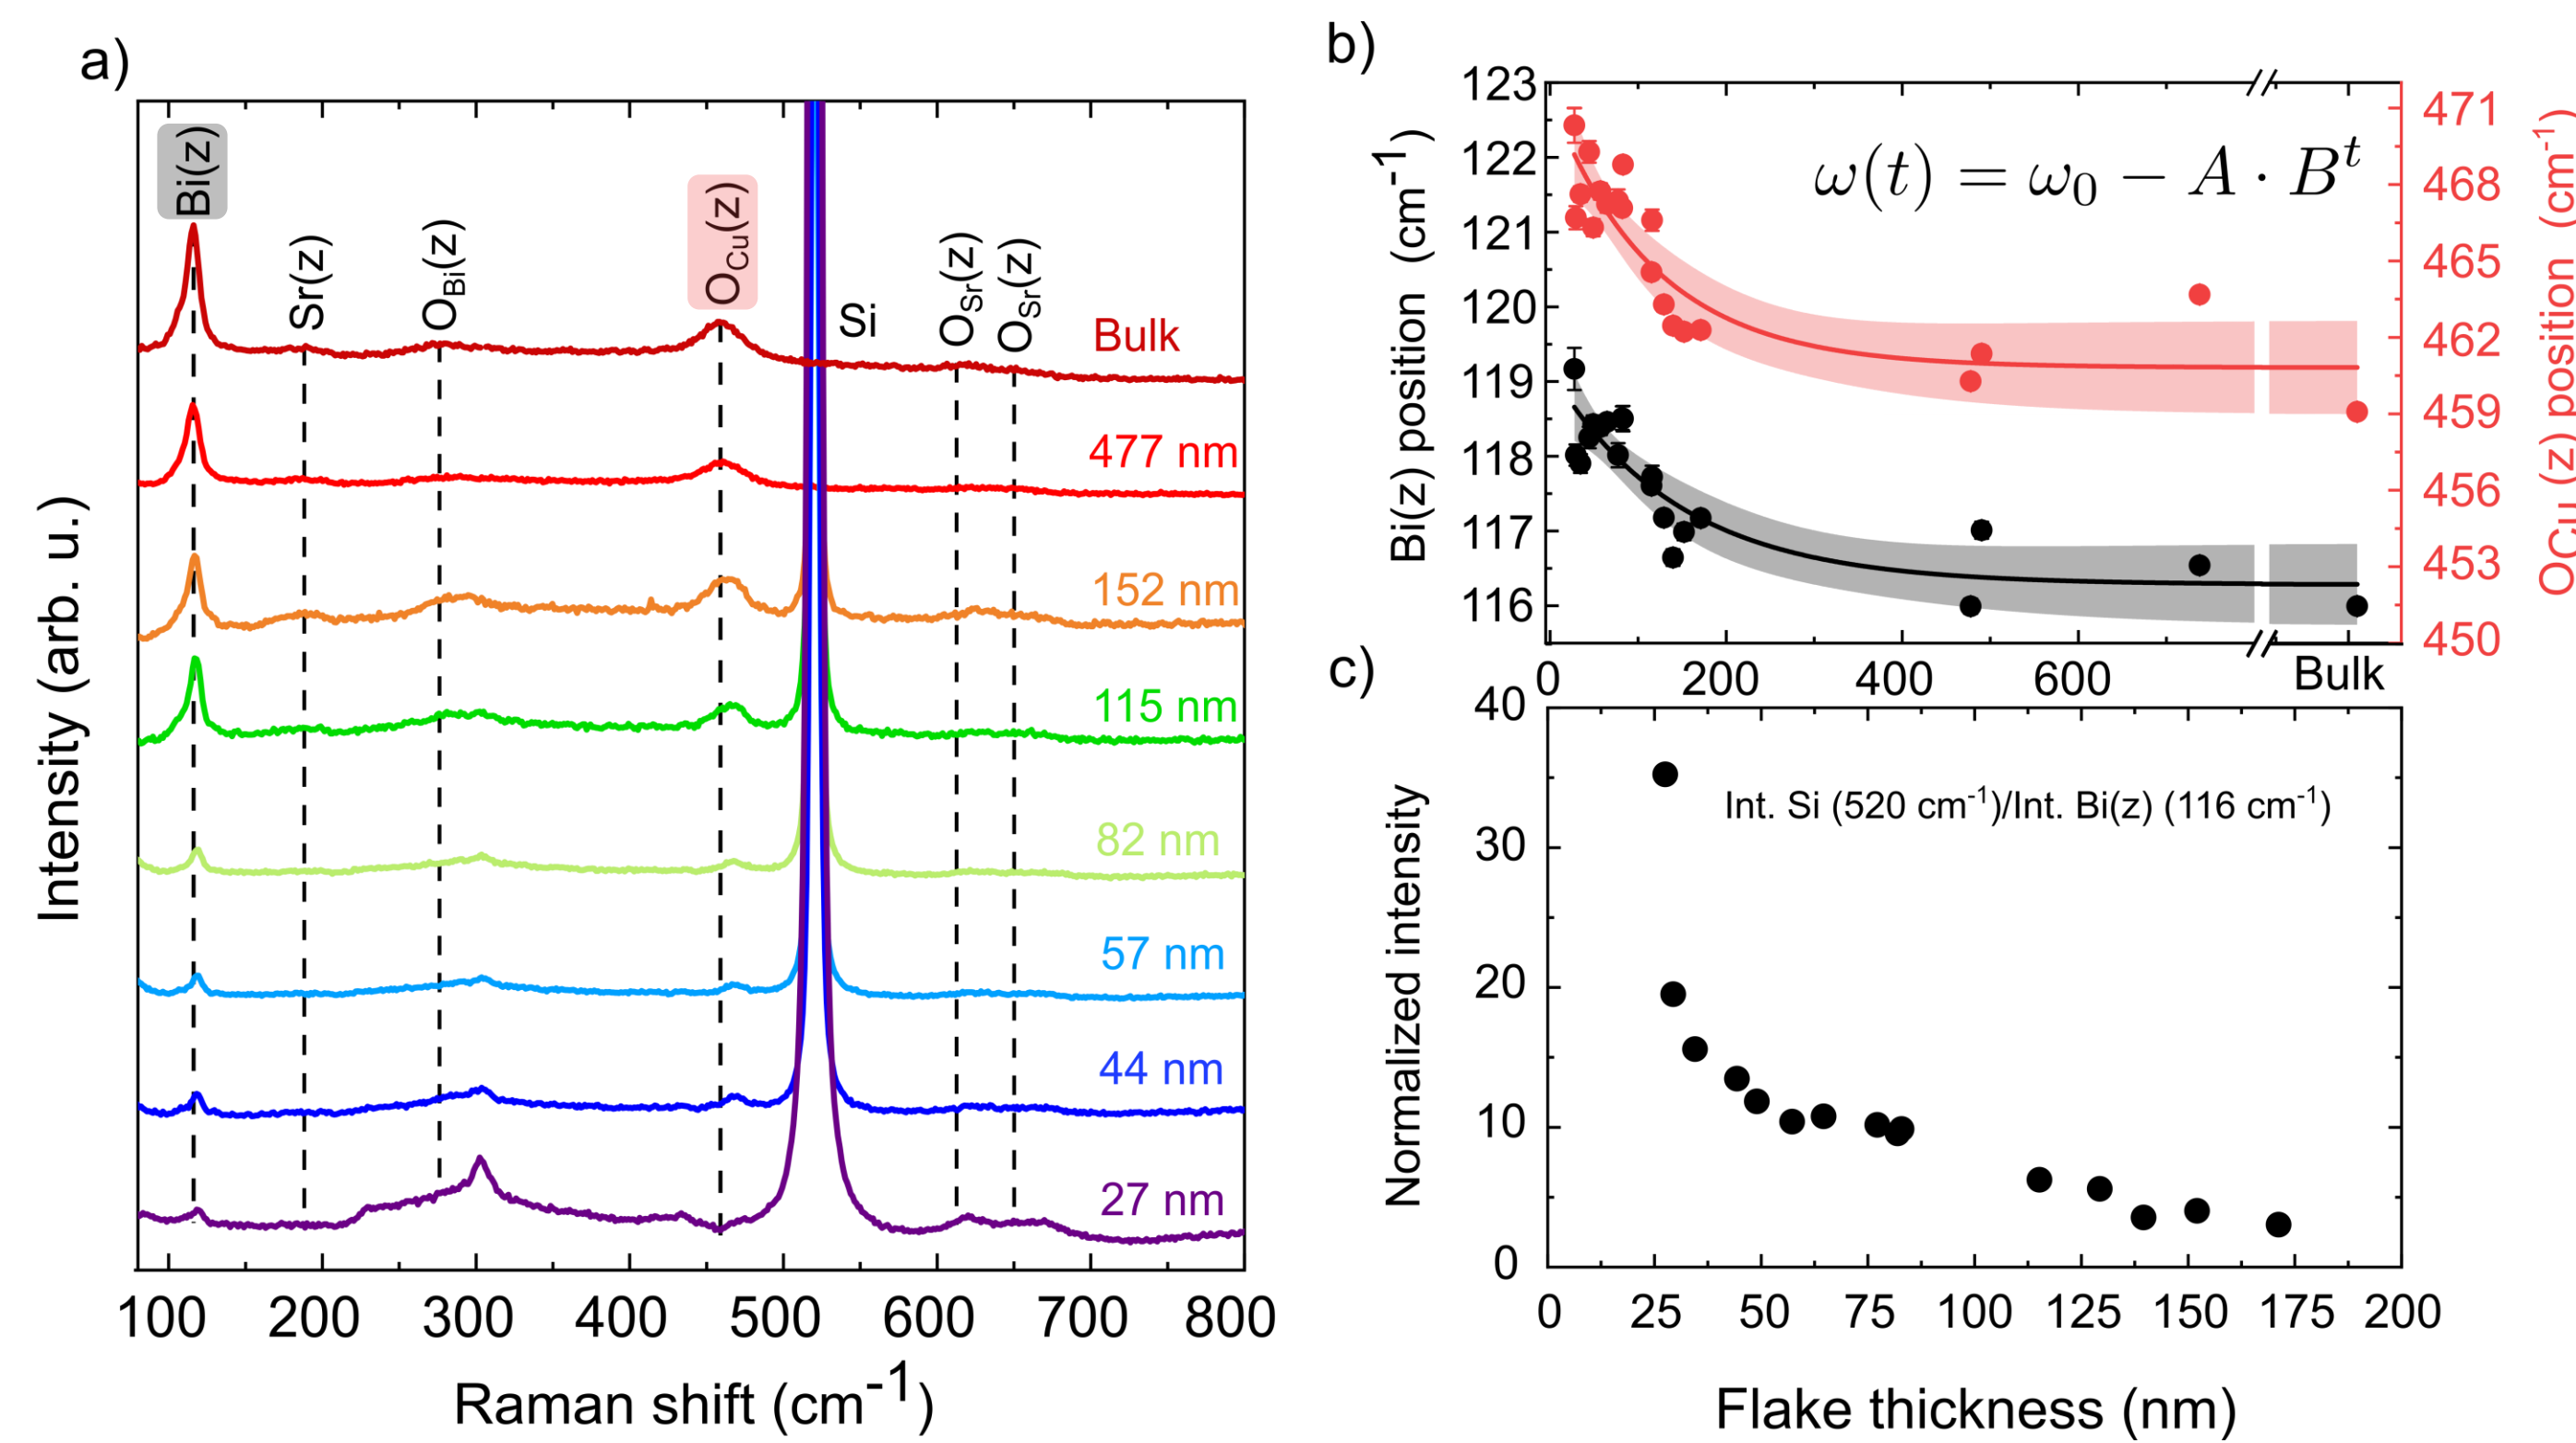 a)
Bi(z)
Sr(z)
O_Bi(z)
O_Cu(z)
Si
O_Sr(z)
O_Sr(z)
Bulk
477 nm
152 nm
115 nm
82 nm
57 nm
44 nm
27 nm
Intensity (arb. u.)
100 200 300 400 500 600 700 800
Raman shift (cm⁻¹)
b)
123
122
121
120
119
118
117
116
Bi(z) position (cm⁻¹)
ω(t) = ω₀ − A · Bᵗ
471
468
465
462
459
456
453
450
OCu (z) position (cm⁻¹)
0 200 400 600 Bulk
c)
40
30
20
10
0
Normalized intensity
Int. Si (520 cm⁻¹)/Int. Bi(z) (116 cm⁻¹)
0 25 50 75 100 125 150 175 200
Flake thickness (nm)